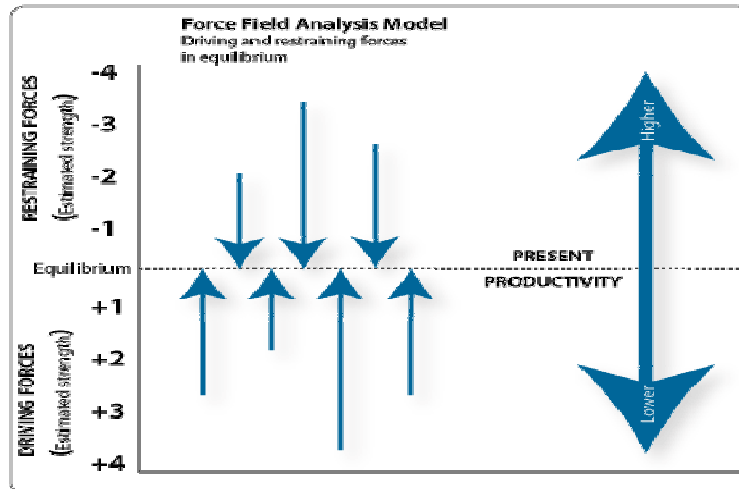 Force Field Analysis Model
Driving and restraining forces
in equilibrium
RESTRAINING FORCES
(Estimated strength)
-4
-3
-2
-1
Equilibrium
+1
+2
+3
+4
DRIVING FORCES
(Estimated strength)
PRESENT
PRODUCTIVITY
Higher
Lower